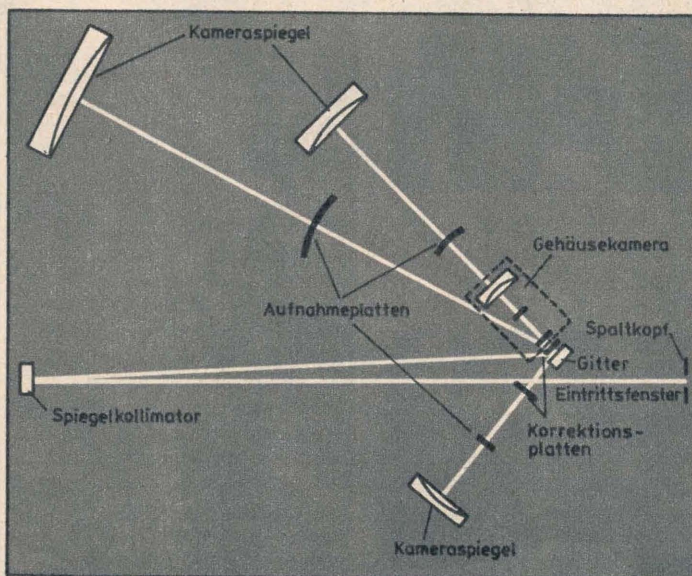 Kameraspiegel
Gehäusekamera
Aufnahmeplatten
Spaltkopf
Gitter
Eintrittsfenster
Spiegelkollimator
Korrektions-
platten
Kameraspiegel